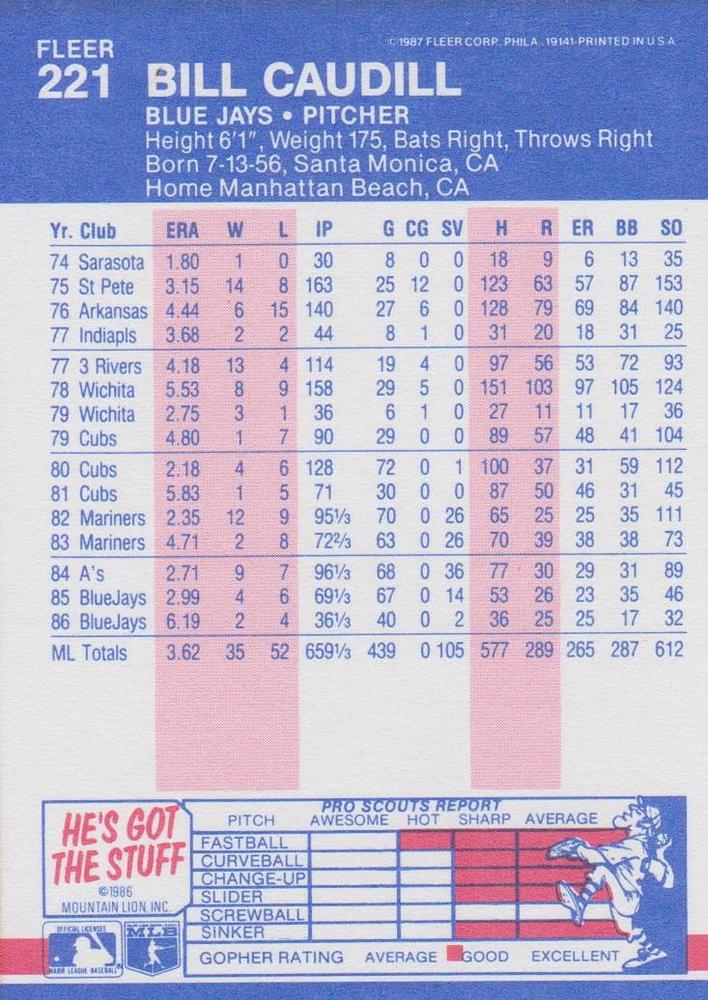 ©1987 FLEER CORP. PHILA. 19141-PRINTED IN U S A
FLEER
221 BILL CAUDILL
BLUE JAYS • PITCHER
Height 6'1", Weight 175, Bats Right, Throws Right
Born 7-13-56, Santa Monica, CA
Home Manhattan Beach, CA
Yr. Club ERA W L IP G CG SV H R ER BB SO
74 Sarasota 1.80 1 0 30 8 0 0 18 9 6 13 35
75 St Pete 3.15 14 8 163 25 12 0 123 63 57 87 153
76 Arkansas 4.44 6 15 140 27 6 0 128 79 69 84 140
77 Indiapls 3.68 2 2 44 8 1 0 31 20 18 31 25
77 3 Rivers 4.18 13 4 114 19 4 0 97 56 53 72 93
78 Wichita 5.53 8 9 158 29 5 0 151 103 97 105 124
79 Wichita 2.75 3 1 36 6 1 0 27 11 11 17 36
79 Cubs 4.80 1 7 90 29 0 0 89 57 48 41 104
80 Cubs 2.18 4 6 128 72 0 1 100 37 31 59 112
81 Cubs 5.83 1 5 71 30 0 0 87 50 46 31 45
82 Mariners 2.35 12 9 95⅓ 70 0 26 65 25 25 35 111
83 Mariners 4.71 2 8 72⅔ 63 0 26 70 39 38 38 73
84 A's 2.71 9 7 96⅓ 68 0 36 77 30 29 31 89
85 BlueJays 2.99 4 6 69⅓ 67 0 14 53 26 23 35 46
86 BlueJays 6.19 2 4 36⅓ 40 0 2 36 25 25 17 32
ML Totals 3.62 35 52 659⅓ 439 0 105 577 289 265 287 612
HE'S GOT
THE STUFF
©1986
MOUNTAIN LION, INC.
OFFICIAL LICENSEE
MAJOR LEAGUE BASEBALL
MLB
PRO SCOUTS REPORT
PITCH AWESOME HOT SHARP AVERAGE
FASTBALL
CURVEBALL
CHANGE-UP
SLIDER
SCREWBALL
SINKER
GOPHER RATING AVERAGE GOOD EXCELLENT